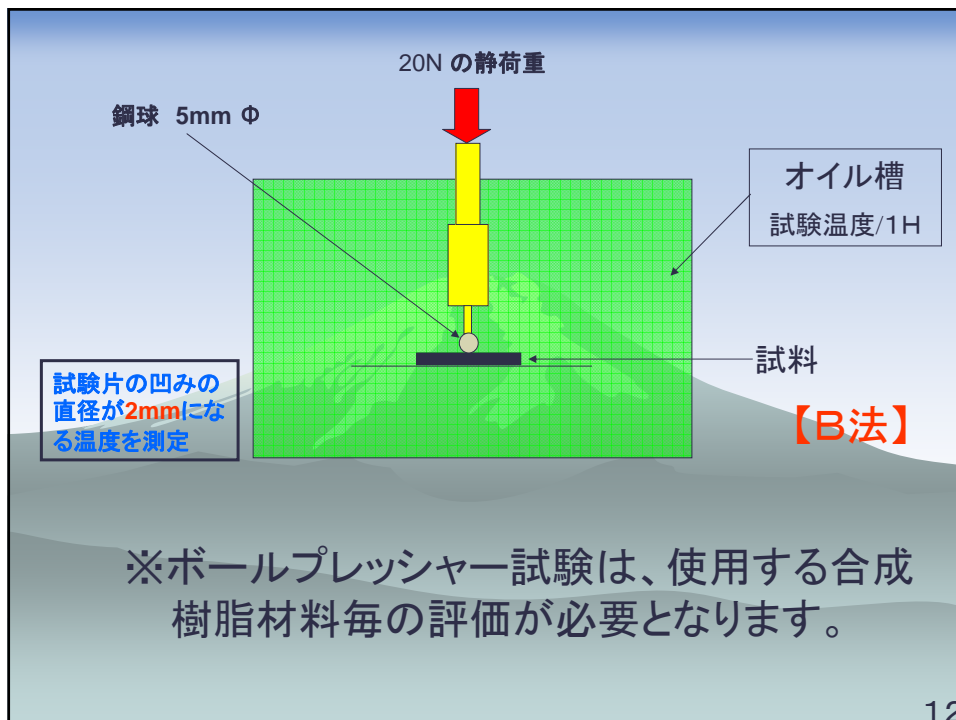 20N の静荷重
鋼球 5mm Φ
オイル槽
試験温度/1H
試料
試験片の凹みの
直径が2mmにな
る温度を測定
【B法】
※ボールプレッシャー試験は、使用する合成
樹脂材料毎の評価が必要となります。
12